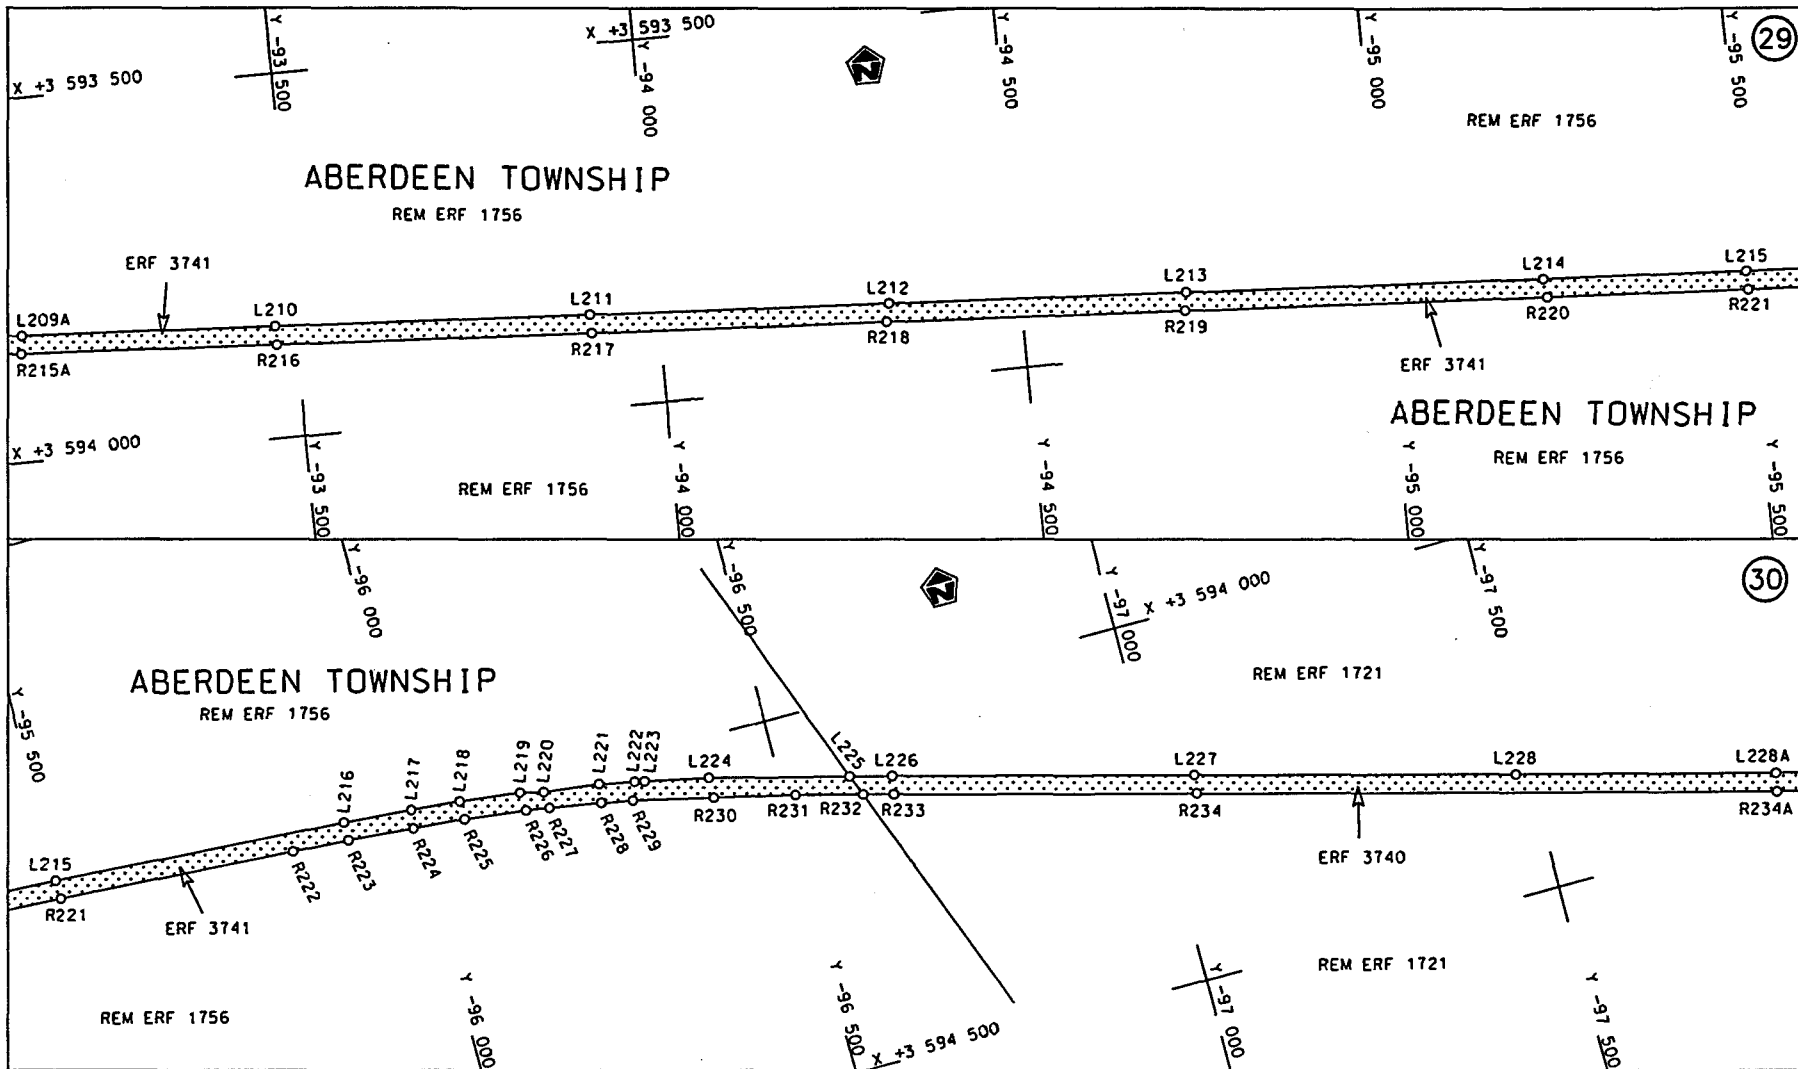 Y -93 500
X +3 593 500
Y -94 000
Y -94 500
Y -95 000
Y -95 500
29
X +3 593 500
N
REM ERF 1756
ABERDEEN TOWNSHIP
REM ERF 1756
ERF 3741
L209A
L210
L211
L212
L213
L214
L215
R215A
R216
R217
R218
R219
R220
R221
ERF 3741
ABERDEEN TOWNSHIP
REM ERF 1756
X +3 594 000
Y -93 500
REM ERF 1756
Y -94 000
Y -94 500
Y -95 000
Y -95 500
Y -96 000
Y -96 500
N
Y -97 000
X +3 594 000
Y -97 500
30
ABERDEEN TOWNSHIP
REM ERF 1756
REM ERF 1721
Y -95 500
L215
L216
L217
L218
L219
L220
L221
L222
L223
L224
L225
L226
L227
L228
L228A
R221
R222
R223
R224
R225
R226
R227
R228
R229
R230
R231
R232
R233
R234
R234A
ERF 3741
ERF 3740
REM ERF 1721
REM ERF 1756
Y -96 000
Y -96 500
X +3 594 500
Y -97 000
Y -97 500